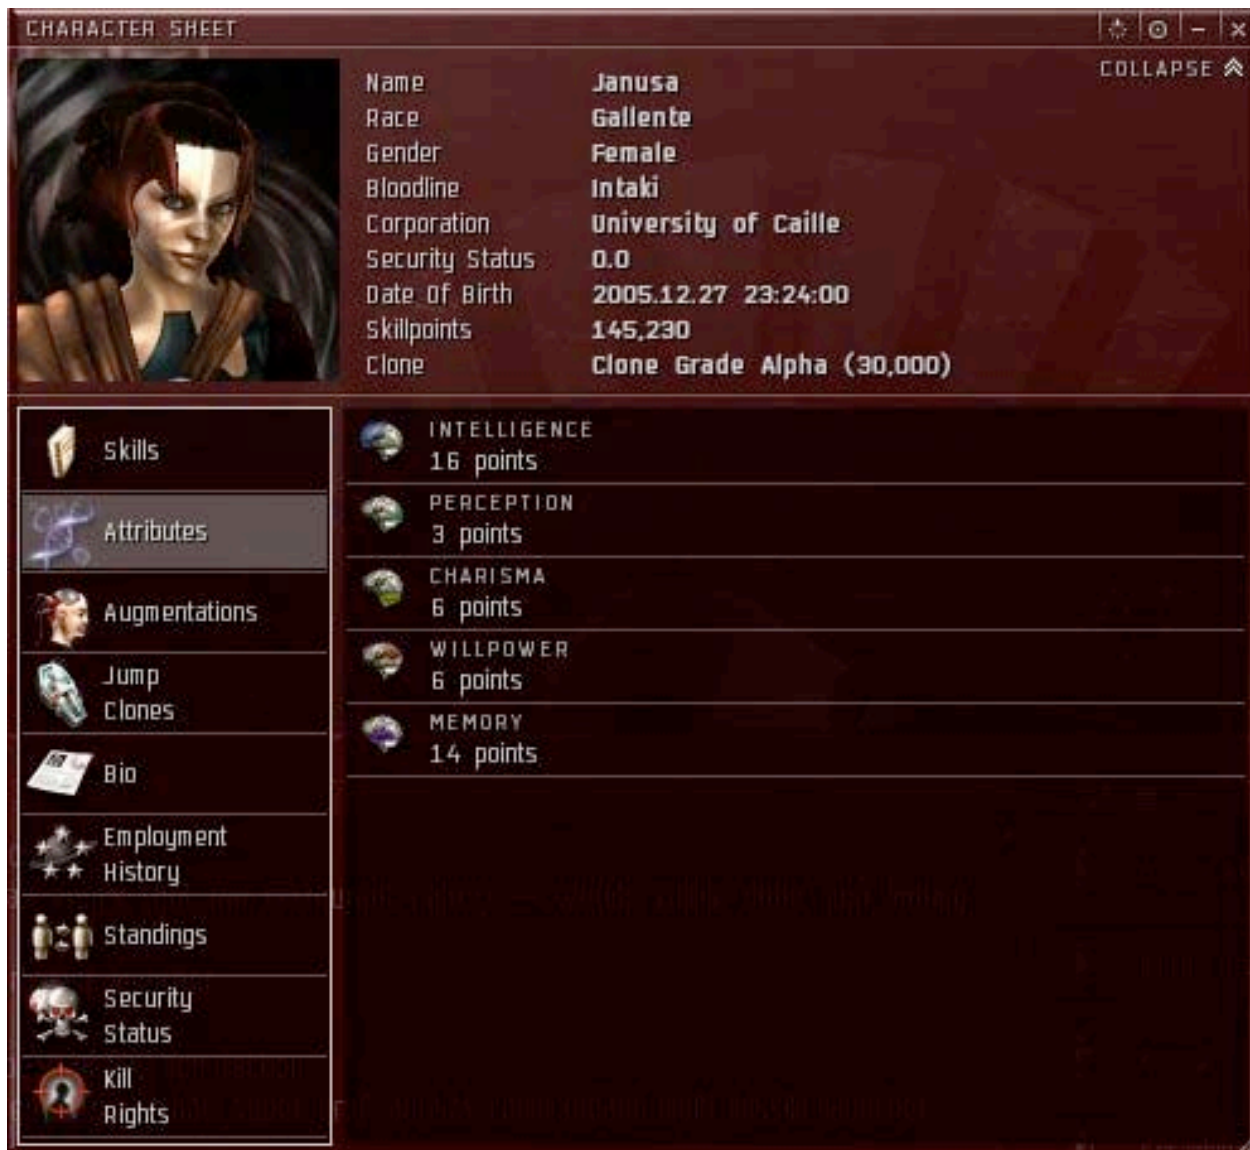 CHARACTER SHEET
COLLAPSE
Name Janusa
Race Gallente
Gender Female
Bloodline Intaki
Corporation University of Caille
Security Status 0.0
Date Of Birth 2005.12.27 23:24:00
Skillpoints 145,230
Clone Clone Grade Alpha (30,000)
Skills
Attributes
Augmentations
Jump
Clones
Bio
Employment
History
Standings
Security
Status
Kill
Rights
INTELLIGENCE
16 points
PERCEPTION
3 points
CHARISMA
6 points
WILLPOWER
6 points
MEMORY
14 points